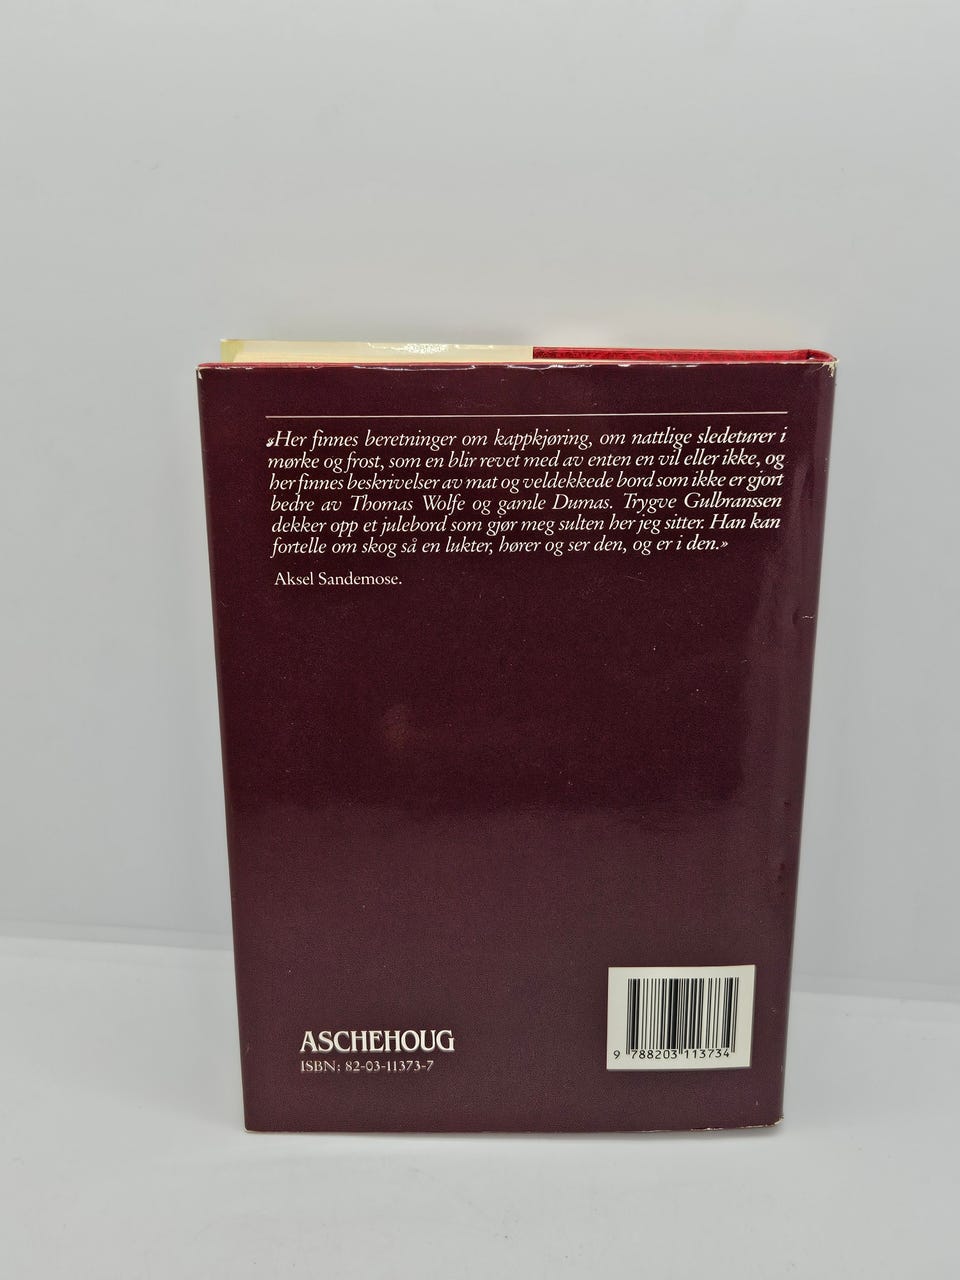 «Her finnes beretninger om kappkjøring, om nattlige sledeturer i
mørke og frost, som en blir revet med av enten en vil eller ikke, og
her finnes beskrivelser av mat og veldekkede bord som ikke er gjort
bedre av Thomas Wolfe og gamle Dumas. Trygve Gulbranssen
dekker opp et julebord som gjør meg sulten her jeg sitter. Han kan
fortelle om skog så en lukter, hører og ser den, og er i den.»
Aksel Sandemose.
ASCHEHOUG
ISBN: 82-03-11373-7
9 788203 113734